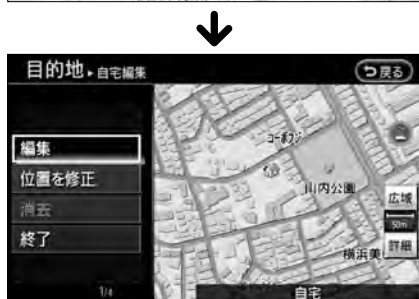 目的地▸自宅編集
戻る
編集
位置を修正
消去
終了
1/4
コーポフジ
山内公園
広域
50m
詳細
横浜美
自宅